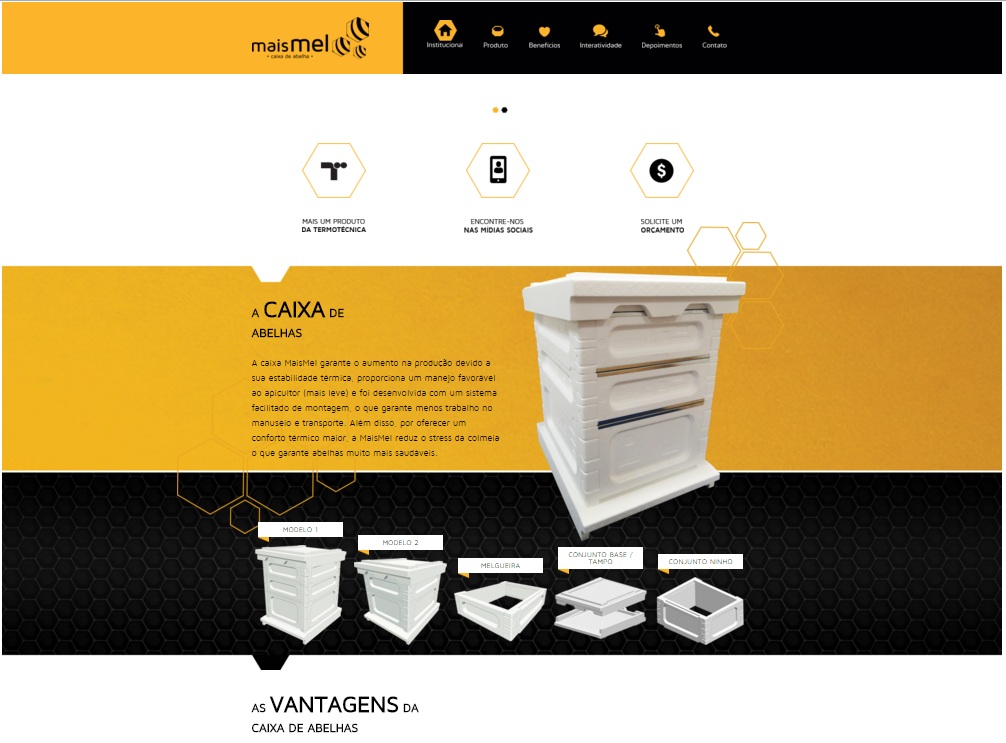 maismel
• caixa de abelha •
Institucional
Produto
Benefícios
Interatividade
Depoimentos
Contato
MAIS UM PRODUTO
DA TERMOTÉCNICA
ENCONTRE-NOS
NAS MÍDIAS SOCIAIS
SOLICITE UM
ORÇAMENTO
A CAIXA DE
ABELHAS
A caixa MaisMel garante o aumento na produção devido a
sua estabilidade térmica, proporciona um manejo favorável
ao apicultor (mais leve) e foi desenvolvida com um sistema
facilitado de montagem, o que garante menos trabalho no
manuseio e transporte. Além disso, por oferecer um
conforto térmico maior, a MaisMel reduz o stress da colmeia
o que garante abelhas muito mais saudáveis.
MODELO 1
MODELO 2
MELGUEIRA
CONJUNTO BASE /
TAMPO
CONJUNTO NINHO
AS VANTAGENS DA
CAIXA DE ABELHAS